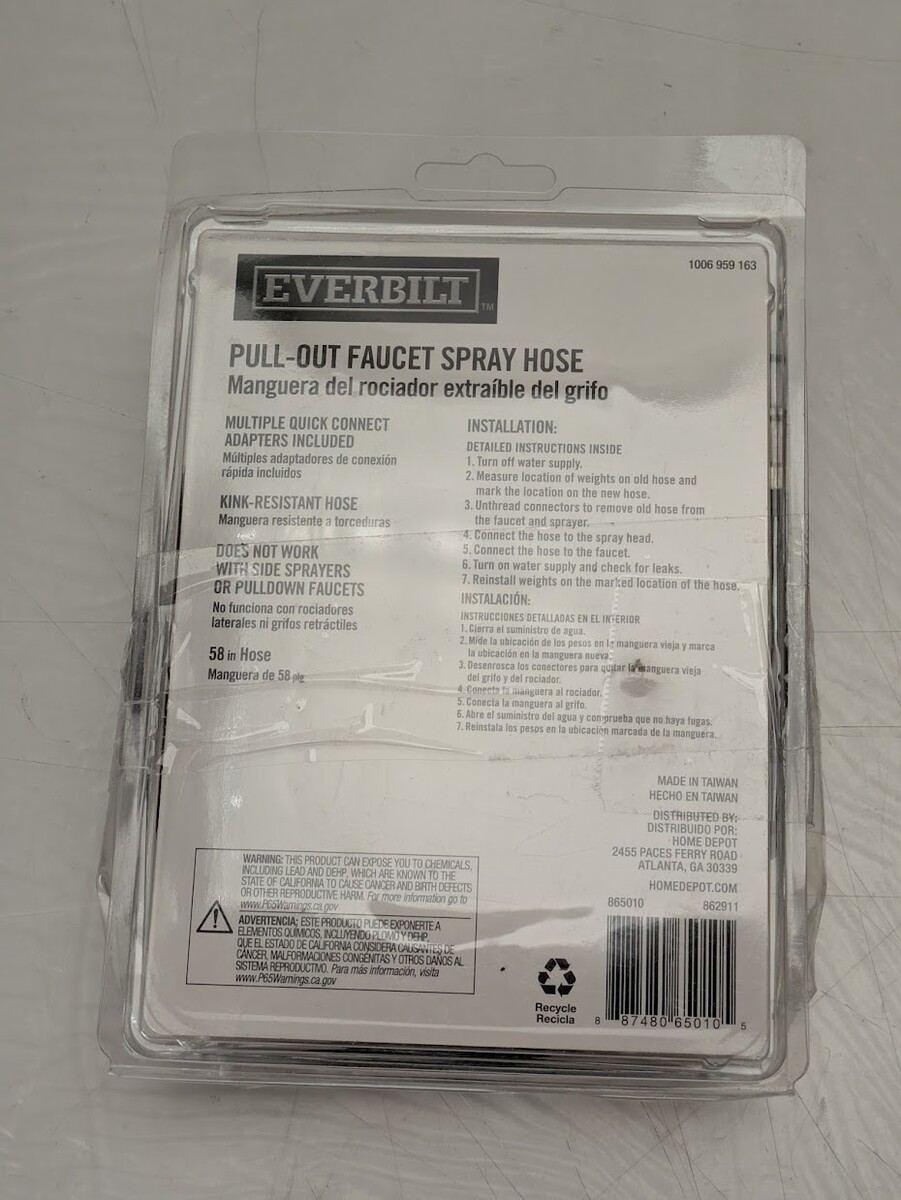 EVERBILT
TM
1006 959 163
PULL-OUT FAUCET SPRAY HOSE
Manguera del rociador extraíble del grifo
MULTIPLE QUICK CONNECT
ADAPTERS INCLUDED
Múltiples adaptadores de conexión
rápida incluidos
KINK-RESISTANT HOSE
Manguera resistente a torceduras
DOES NOT WORK
WITH SIDE SPRAYERS
OR PULLDOWN FAUCETS
No funciona con rociadores
laterales ni grifos retráctiles
58 in Hose
Manguera de 58 plg
INSTALLATION:
DETAILED INSTRUCTIONS INSIDE
1. Turn off water supply.
2. Measure location of weights on old hose and
mark the location on the new hose.
3. Unthread connectors to remove old hose from
the faucet and sprayer.
4. Connect the hose to the spray head.
5. Connect the hose to the faucet.
6. Turn on water supply and check for leaks.
7. Reinstall weights on the marked location of the hose.
INSTALACIÓN:
INSTRUCCIONES DETALLADAS EN EL INTERIOR
1. Cierra el suministro de agua.
2. Mide la ubicación de los pesos en la manguera vieja y marca
la ubicación en la manguera nueva.
3. Desenrosca los conectores para quitar la manguera vieja
del grifo y del rociador.
4. Conecta la manguera al rociador.
5. Conecta la manguera al grifo.
6. Abre el suministro del agua y comprueba que no haya fugas.
7. Reinstala los pesos en la ubicación marcada de la manguera.
MADE IN TAIWAN
HECHO EN TAIWAN
DISTRIBUTED BY:
DISTRIBUIDO POR:
HOME DEPOT
2455 PACES FERRY ROAD
ATLANTA, GA 30339
HOMEDEPOT.COM
865010 862911
8 87480 65010 5
Recycle
Recicla
WARNING: THIS PRODUCT CAN EXPOSE YOU TO CHEMICALS,
INCLUDING LEAD AND DEHP, WHICH ARE KNOWN TO THE
STATE OF CALIFORNIA TO CAUSE CANCER AND BIRTH DEFECTS
OR OTHER REPRODUCTIVE HARM. For more information go to
www.P65Warnings.ca.gov
ADVERTENCIA: ESTE PRODUCTO PUEDE EXPONERTE A
ELEMENTOS QUÍMICOS, INCLUYENDO PLOMO Y DEHP,
QUE EL ESTADO DE CALIFORNIA CONSIDERA CAUSANTES DE
CÁNCER, MALFORMACIONES CONGÉNITAS Y OTROS DAÑOS AL
SISTEMA REPRODUCTIVO. Para más información, visita
www.P65Warnings.ca.gov